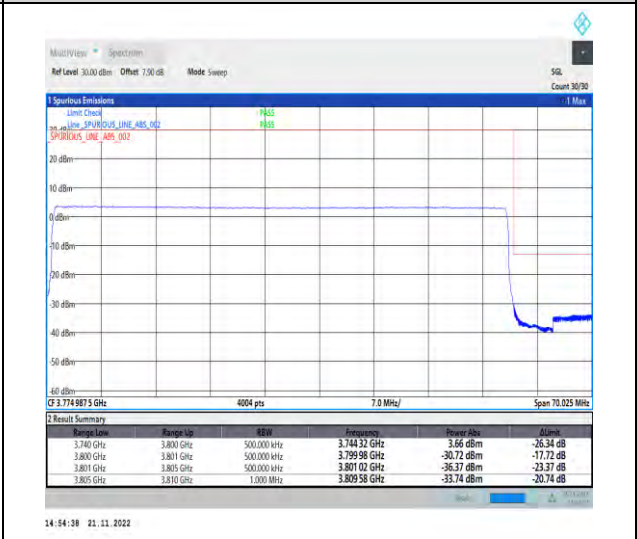 MultiView Spectrum
Ref Level 30.00 dBm Offset 7.90 dB Mode Sweep SGL
Count 30/30
1 Spurious Emissions 1 Max
Limit Check PASS
Line _SPURIOUS_LINE_ABS_002 PASS
_SPURIOUS_LINE_ABS_002
20 dBm
10 dBm
0 dBm
-10 dBm
-20 dBm
-30 dBm
-40 dBm
-50 dBm
-60 dBm
CF 3.774 987 5 GHz 4004 pts 7.0 MHz/ Span 70.025 MHz
2 Result Summary
Range Low Range Up RBW Frequency Power Abs ΔLimit
3.740 GHz 3.800 GHz 500.000 kHz 3.744 32 GHz 3.66 dBm -26.34 dB
3.800 GHz 3.801 GHz 500.000 kHz 3.799 98 GHz -30.72 dBm -17.72 dB
3.801 GHz 3.805 GHz 500.000 kHz 3.801 02 GHz -36.37 dBm -23.37 dB
3.805 GHz 3.810 GHz 1.000 MHz 3.809 58 GHz -33.74 dBm -20.74 dB
14:54:38 21.11.2022